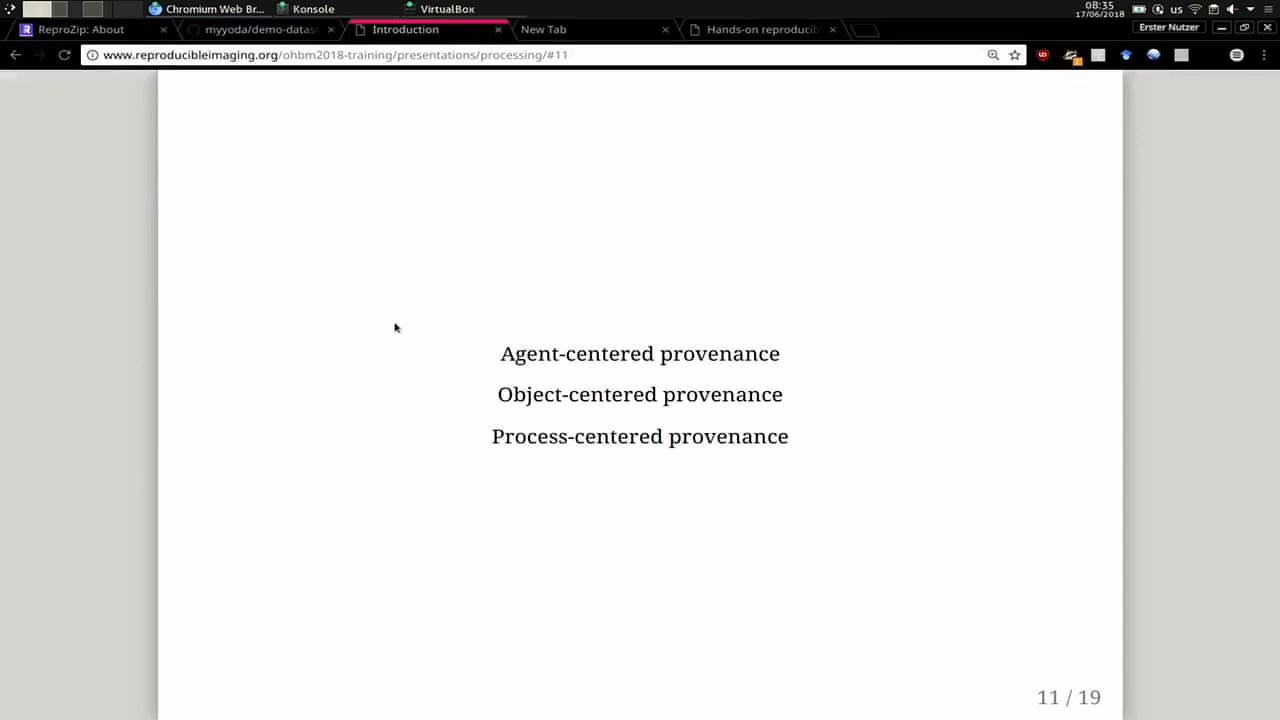 Chromium Web Br... Konsole VirtualBox 08:35 17/06/2018 us
ReproZip: About myyoda/demo-datas Introduction New Tab Hands-on reproducib Erster Nutzer
www.reproducibleimaging.org/ohbm2018-training/presentations/processing/#11
Agent-centered provenance
Object-centered provenance
Process-centered provenance
11 / 19